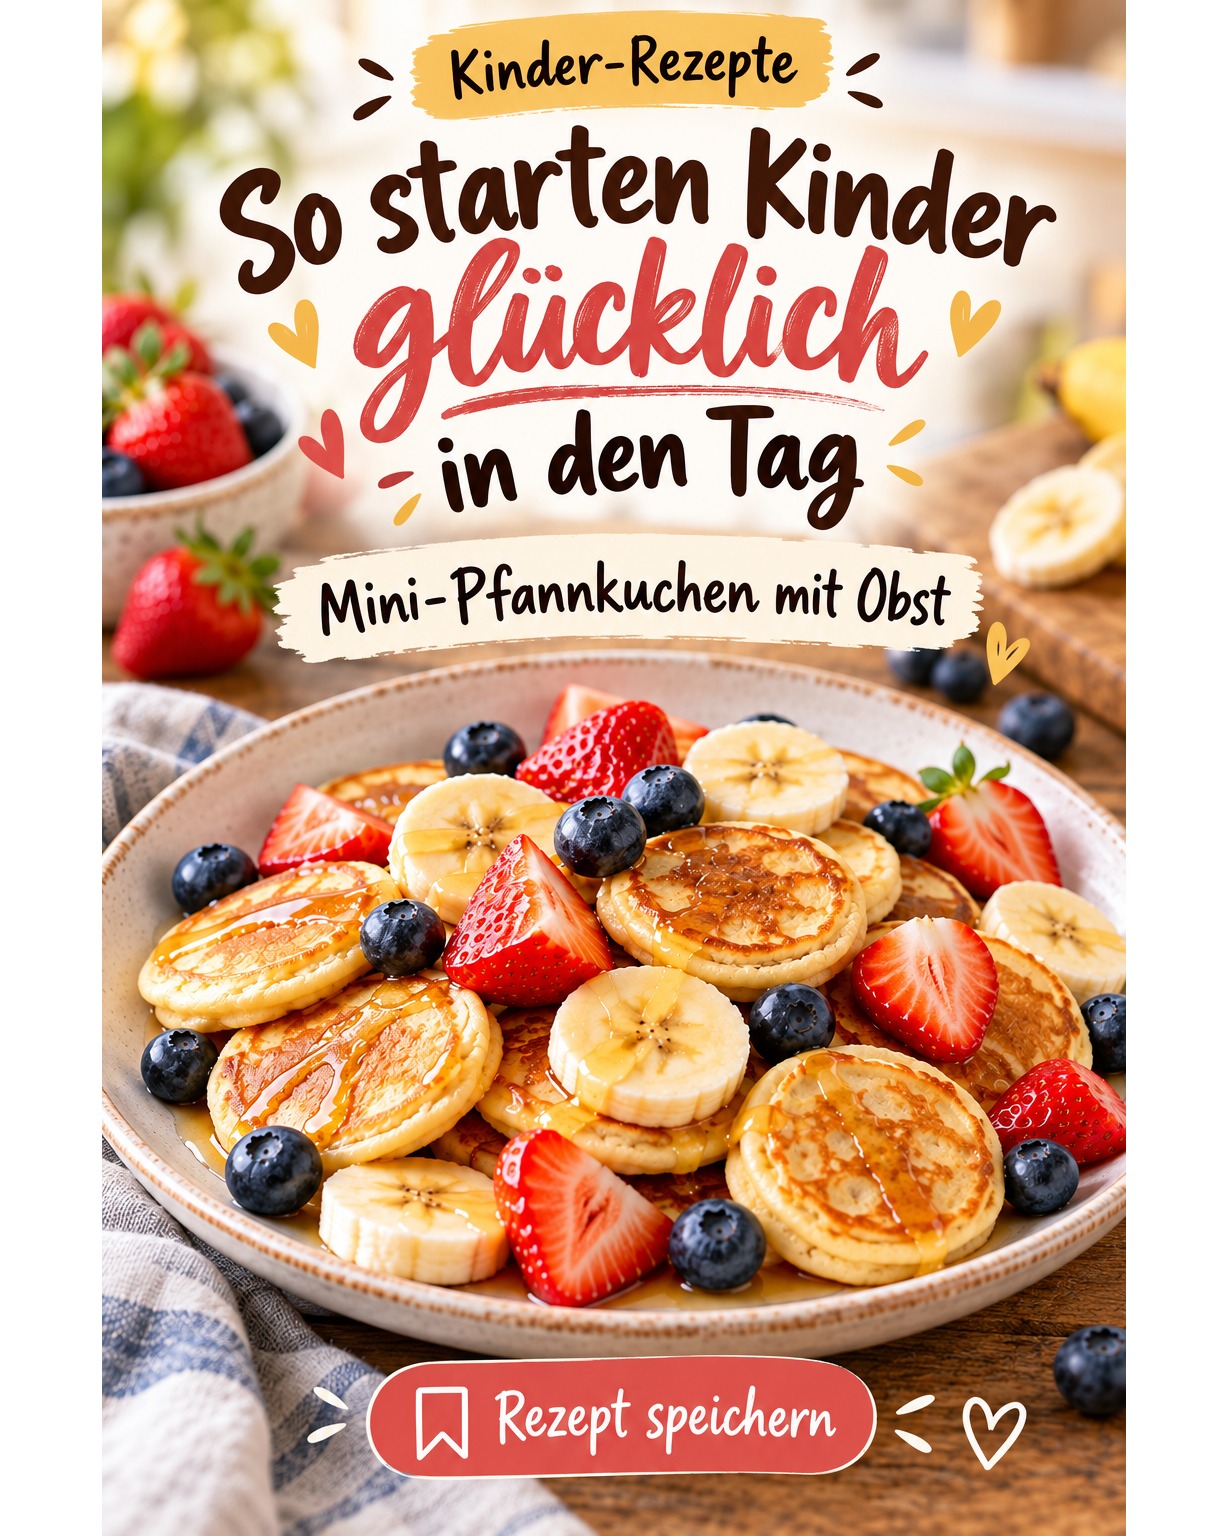 Kinder-Rezepte
So starten Kinder
glücklich
in den Tag
Mini-Pfannkuchen mit Obst
Rezept speichern